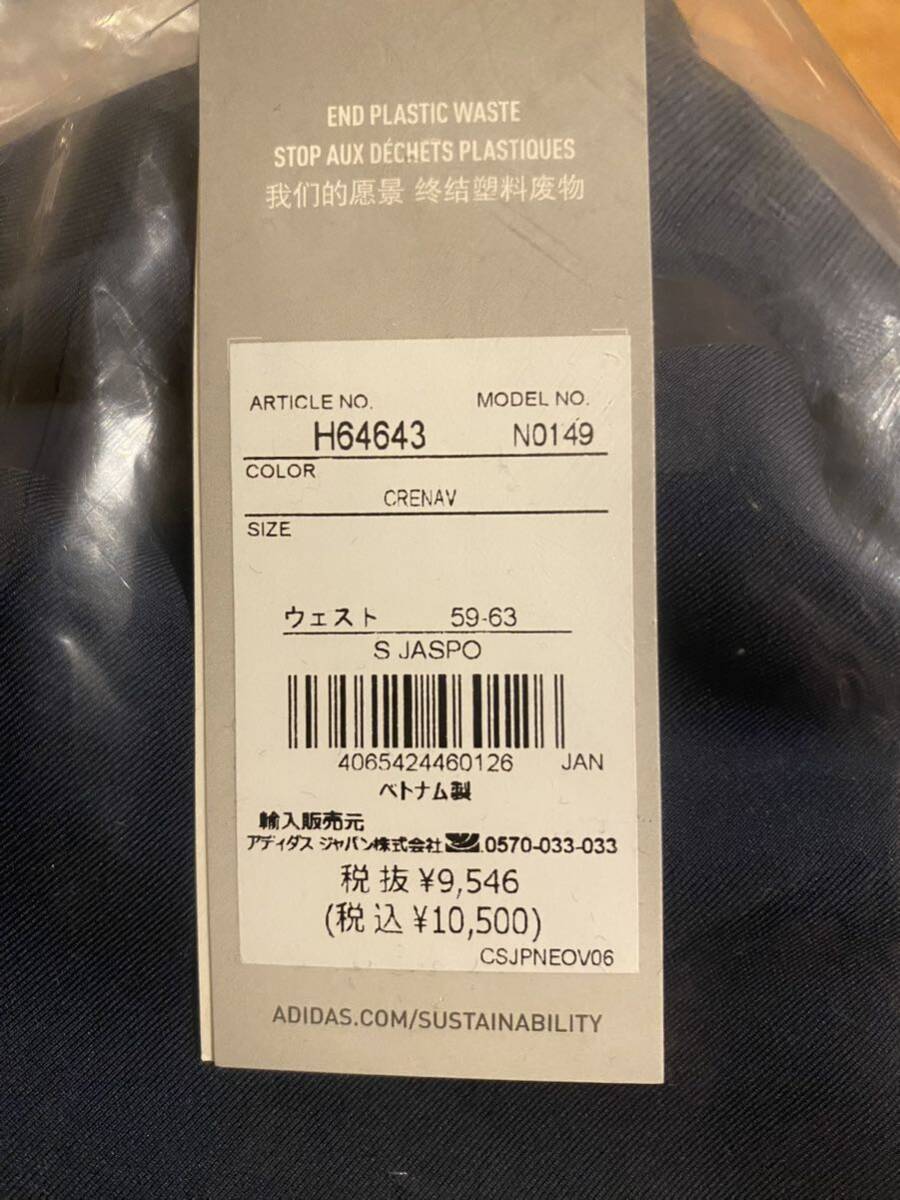 END PLASTIC WASTE
STOP AUX DÉCHETS PLASTIQUES
我们的愿景 终结塑料废物
ARTICLE NO. MODEL NO.
H64643 N0149
COLOR
CRENAV
SIZE
ウェスト 59-63
S JASPO
4065424460126 JAN
ベトナム製
輸入販売元
アディダス ジャパン株式会社 .0570-033-033
税抜 ¥9,546
(税込 ¥10,500)
CSJPNEOV06
ADIDAS.COM/SUSTAINABILITY